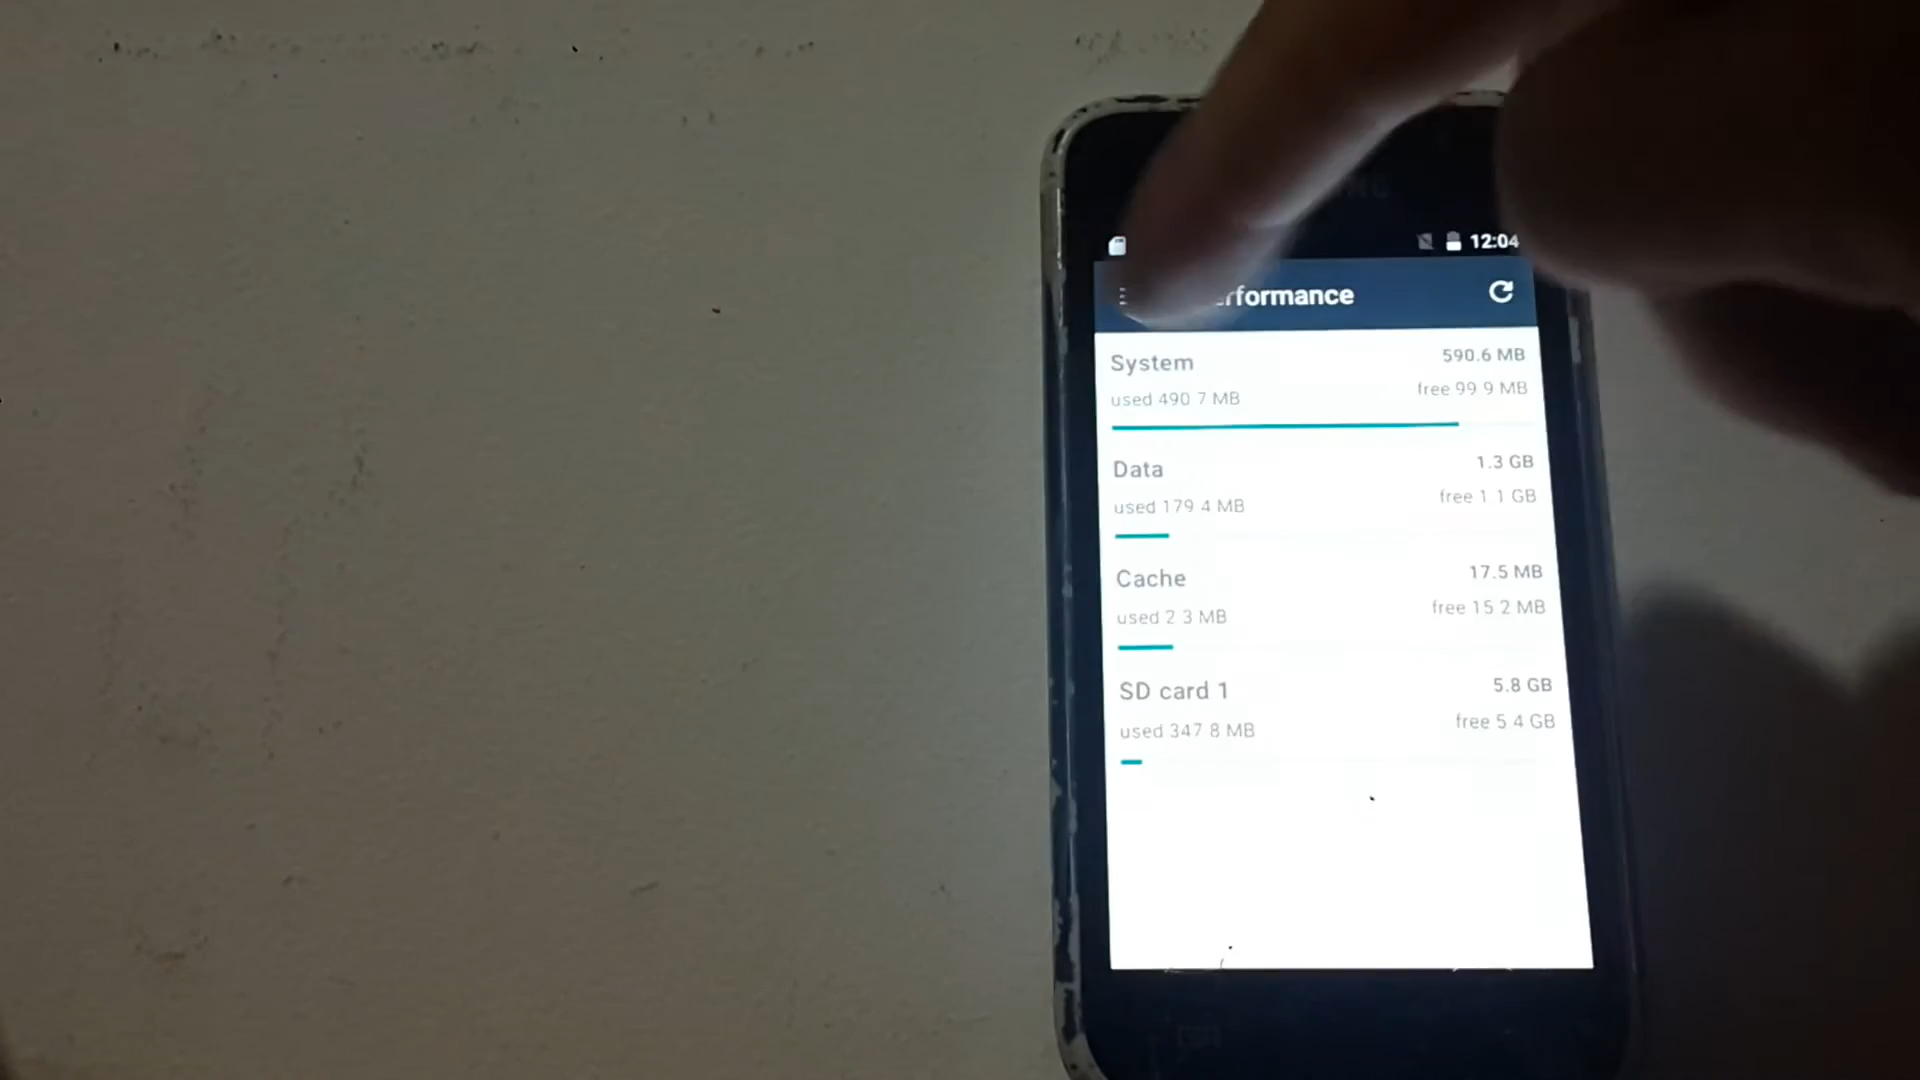 12:04
formance
System 590.6 MB
used 490 7 MB free 99 9 MB
Data 1.3 GB
used 179 4 MB free 1 1 GB
Cache 17.5 MB
used 2 3 MB free 15 2 MB
SD card 1 5.8 GB
used 347 8 MB free 5 4 GB